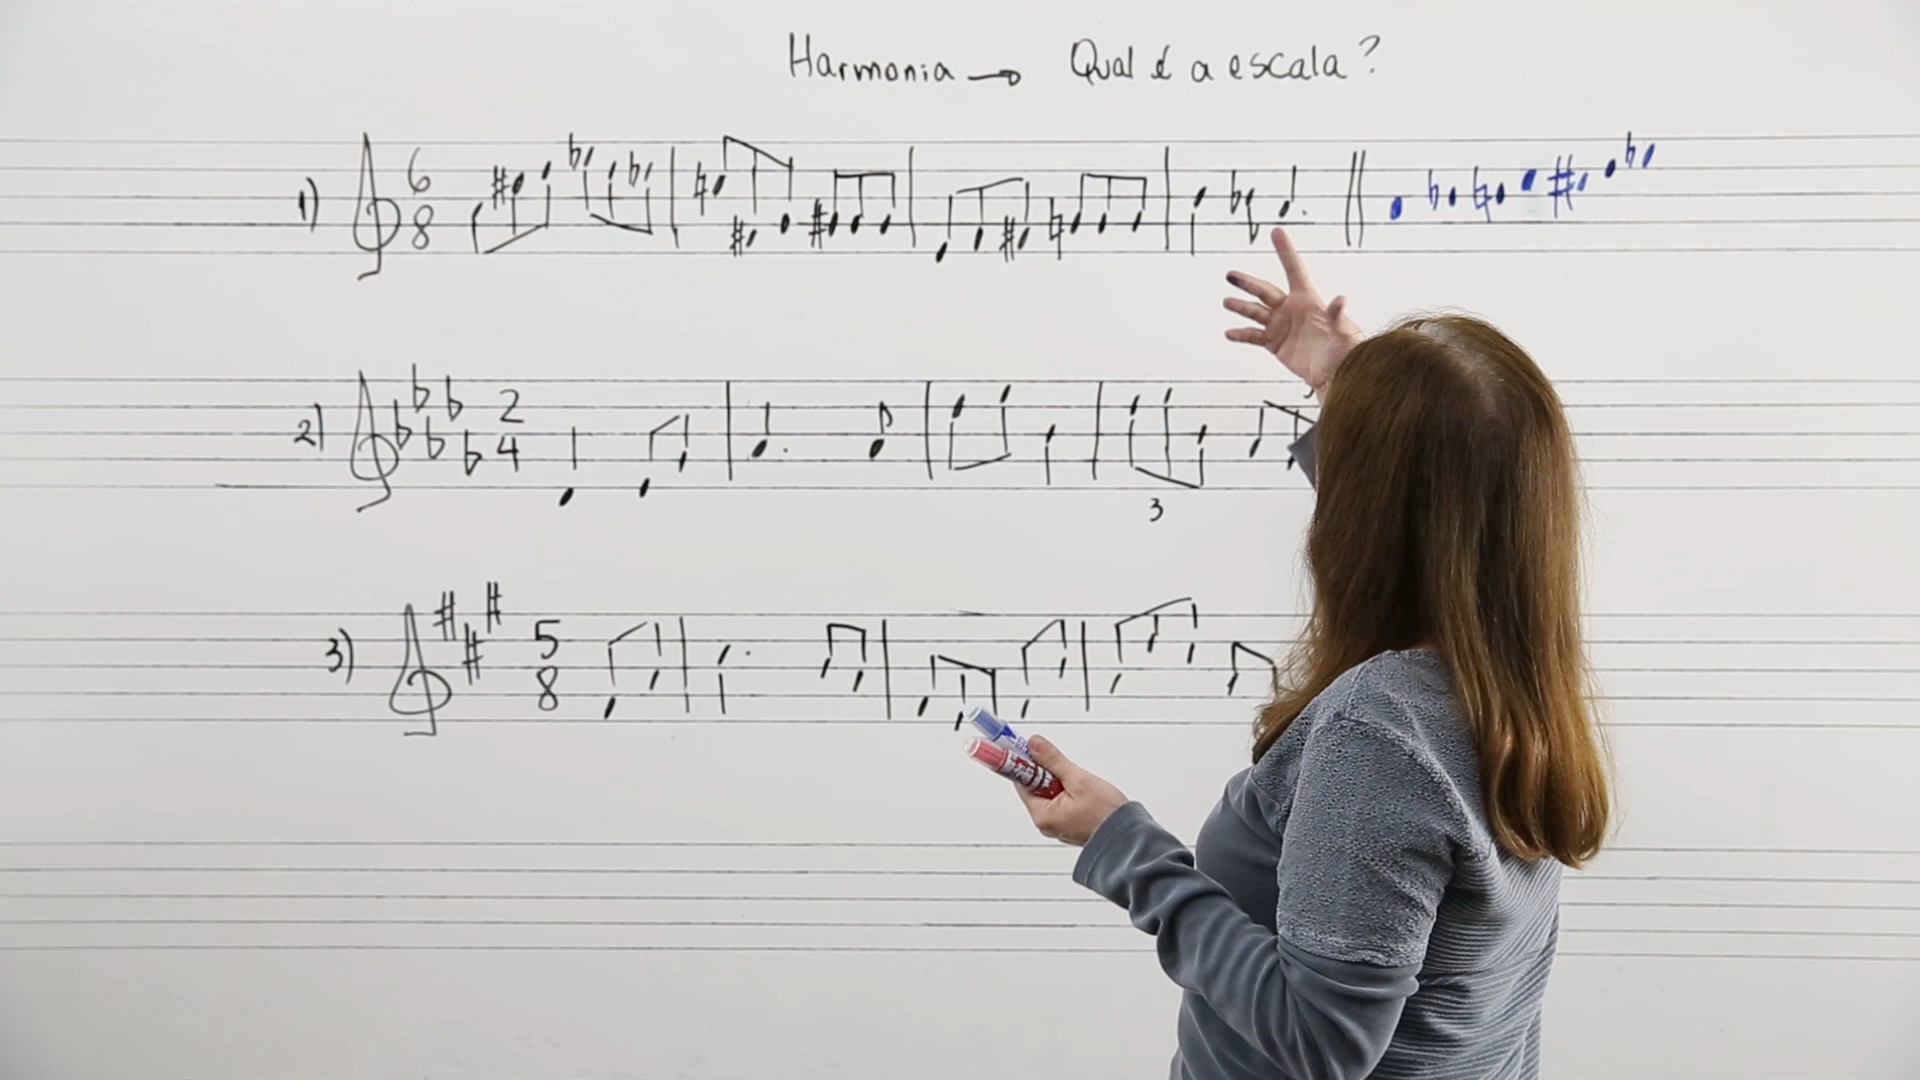 Harmonia → Qual é a escala?
1) 6 8
2) 2 4
3
3) 5 8